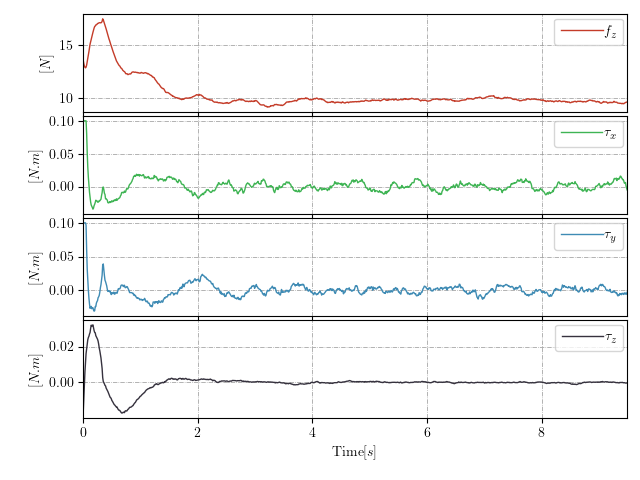 15
10
[N]
f_z
0.10
0.05
0.00
[N.m]
τ_x
0.10
0.05
0.00
[N.m]
τ_y
0.02
0.00
[N.m]
τ_z
0 2 4 6 8
Time[s]